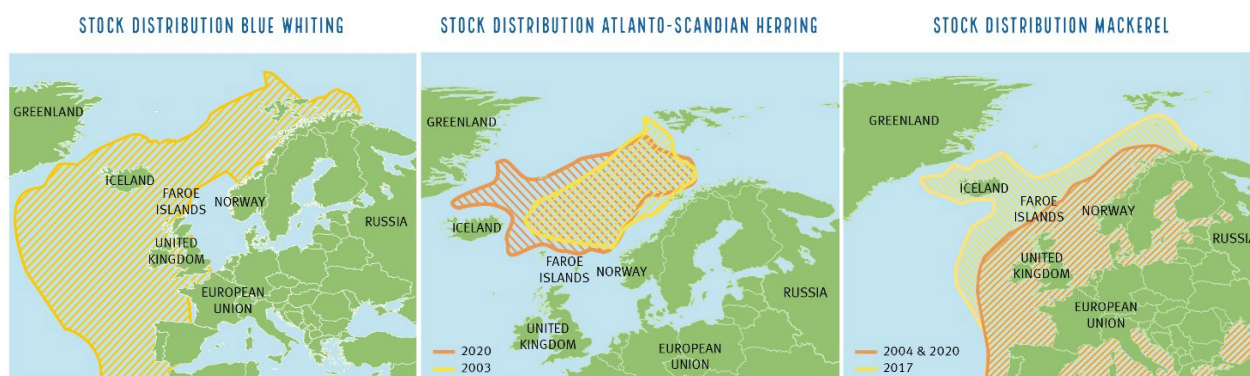 STOCK DISTRIBUTION BLUE WHITING
GREENLAND
ICELAND
FAROE
ISLANDS
NORWAY
RUSSIA
UNITED
KINGDOM
EUROPEAN
UNION
STOCK DISTRIBUTION ATLANTO-SCANDIAN HERRING
GREENLAND
ICELAND
FAROE
ISLANDS
NORWAY
RUSSIA
UNITED
KINGDOM
EUROPEAN
UNION
2020
2003
STOCK DISTRIBUTION MACKEREL
GREENLAND
ICELAND
FAROE
ISLANDS
NORWAY
RUSSIA
UNITED
KINGDOM
EUROPEAN
UNION
2004 & 2020
2017